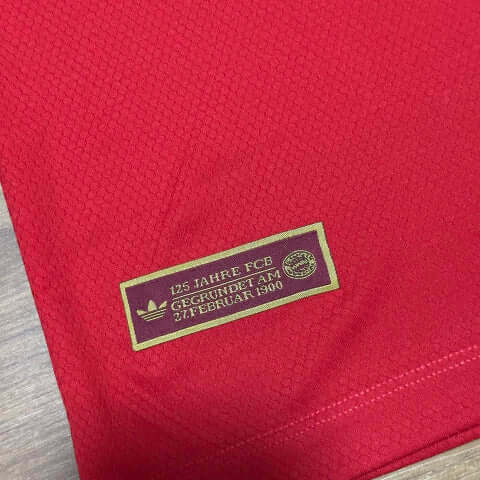 125 JAHRE FCB
GEGRÜNDET AM
27. FEBRUAR 1900